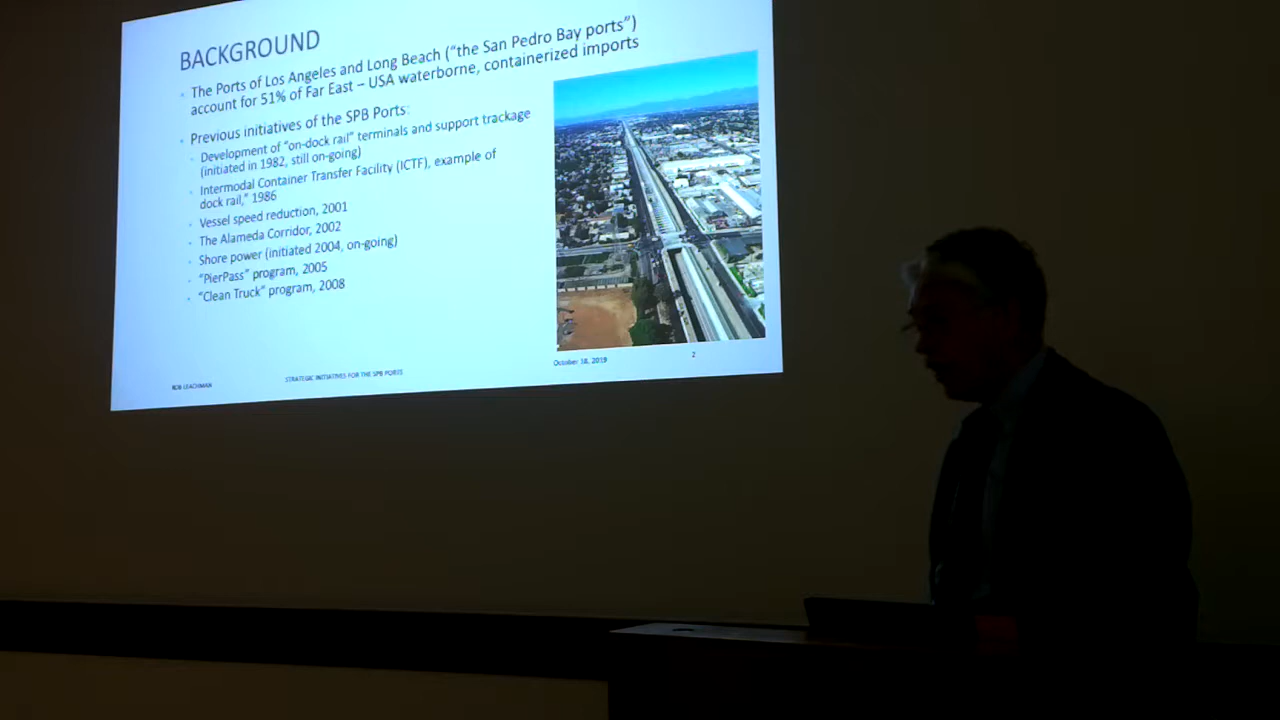 BACKGROUND
The Ports of Los Angeles and Long Beach (“the San Pedro Bay ports”)
account for 51% of Far East – USA waterborne, containerized imports
Previous initiatives of the SPB Ports:
Development of “on-dock rail” terminals and support trackage
(initiated in 1982, still on-going)
Intermodal Container Transfer Facility (ICTF), example of
dock rail,” 1986
Vessel speed reduction, 2001
The Alameda Corridor, 2002
Shore power (initiated 2004, on-going)
“PierPass” program, 2005
“Clean Truck” program, 2008
ROB LEACHMAN
STRATEGIC INITIATIVES FOR THE SPB PORTS
October 18, 2019
2